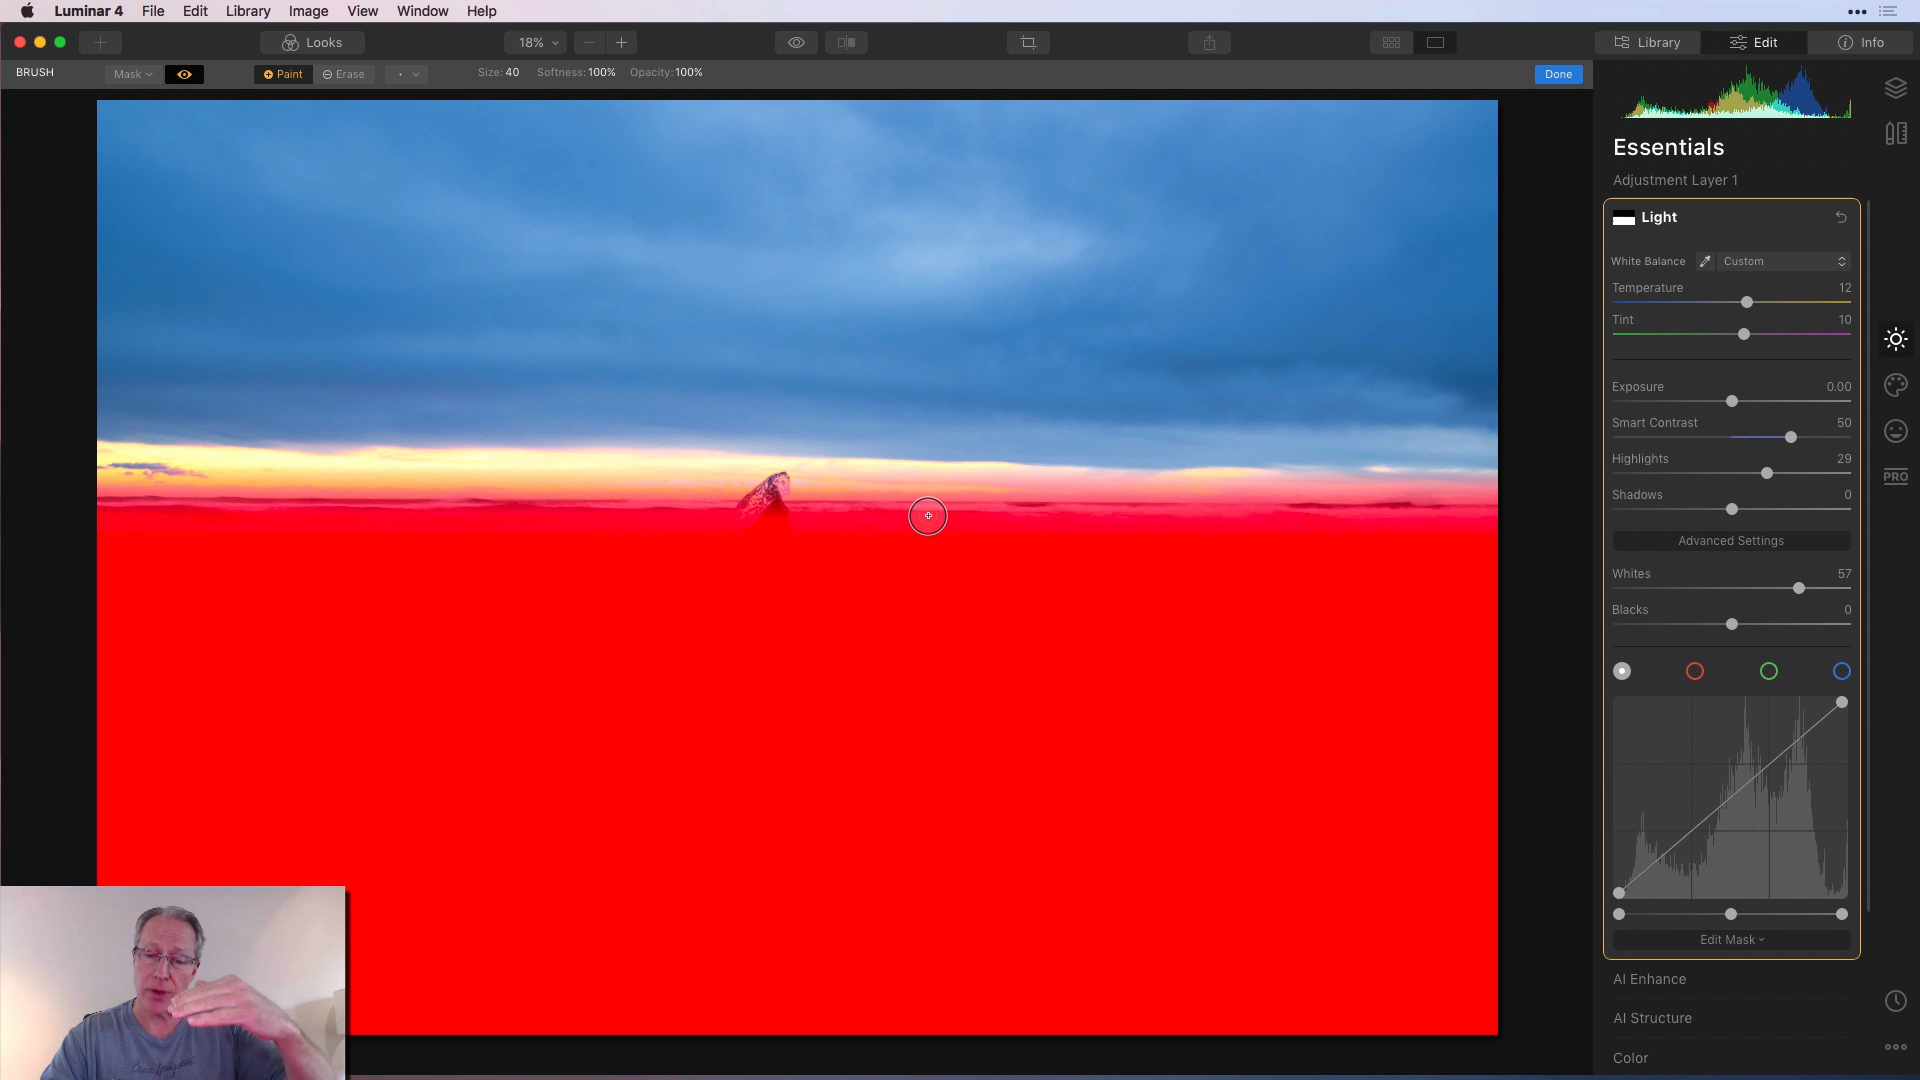 Luminar 4 File Edit Library Image View Window Help
Looks 18% Library Edit Info
BRUSH Mask Paint Erase Size: 40 Softness: 100% Opacity: 100% Done
Essentials
Adjustment Layer 1
Light
White Balance Custom
Temperature 12
Tint 10
Exposure 0.00
Smart Contrast 50
Highlights 29
PRO
Shadows 0
Advanced Settings
Whites 57
Blacks 0
Edit Mask
AI Enhance
AI Structure
Color